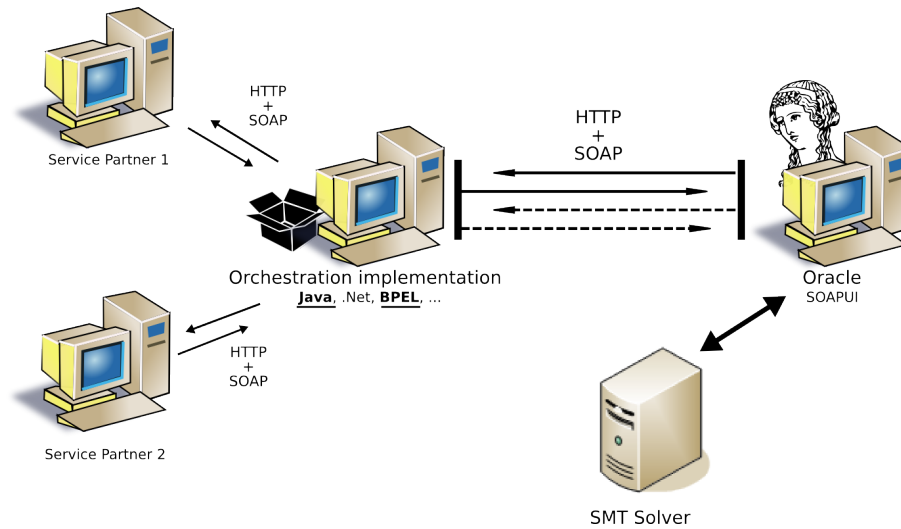 HTTP
+
SOAP
Service Partner 1
HTTP
+
SOAP
Orchestration implementation
Java, .Net, BPEL, ...
Oracle
SOAPUI
HTTP
+
SOAP
Service Partner 2
SMT Solver